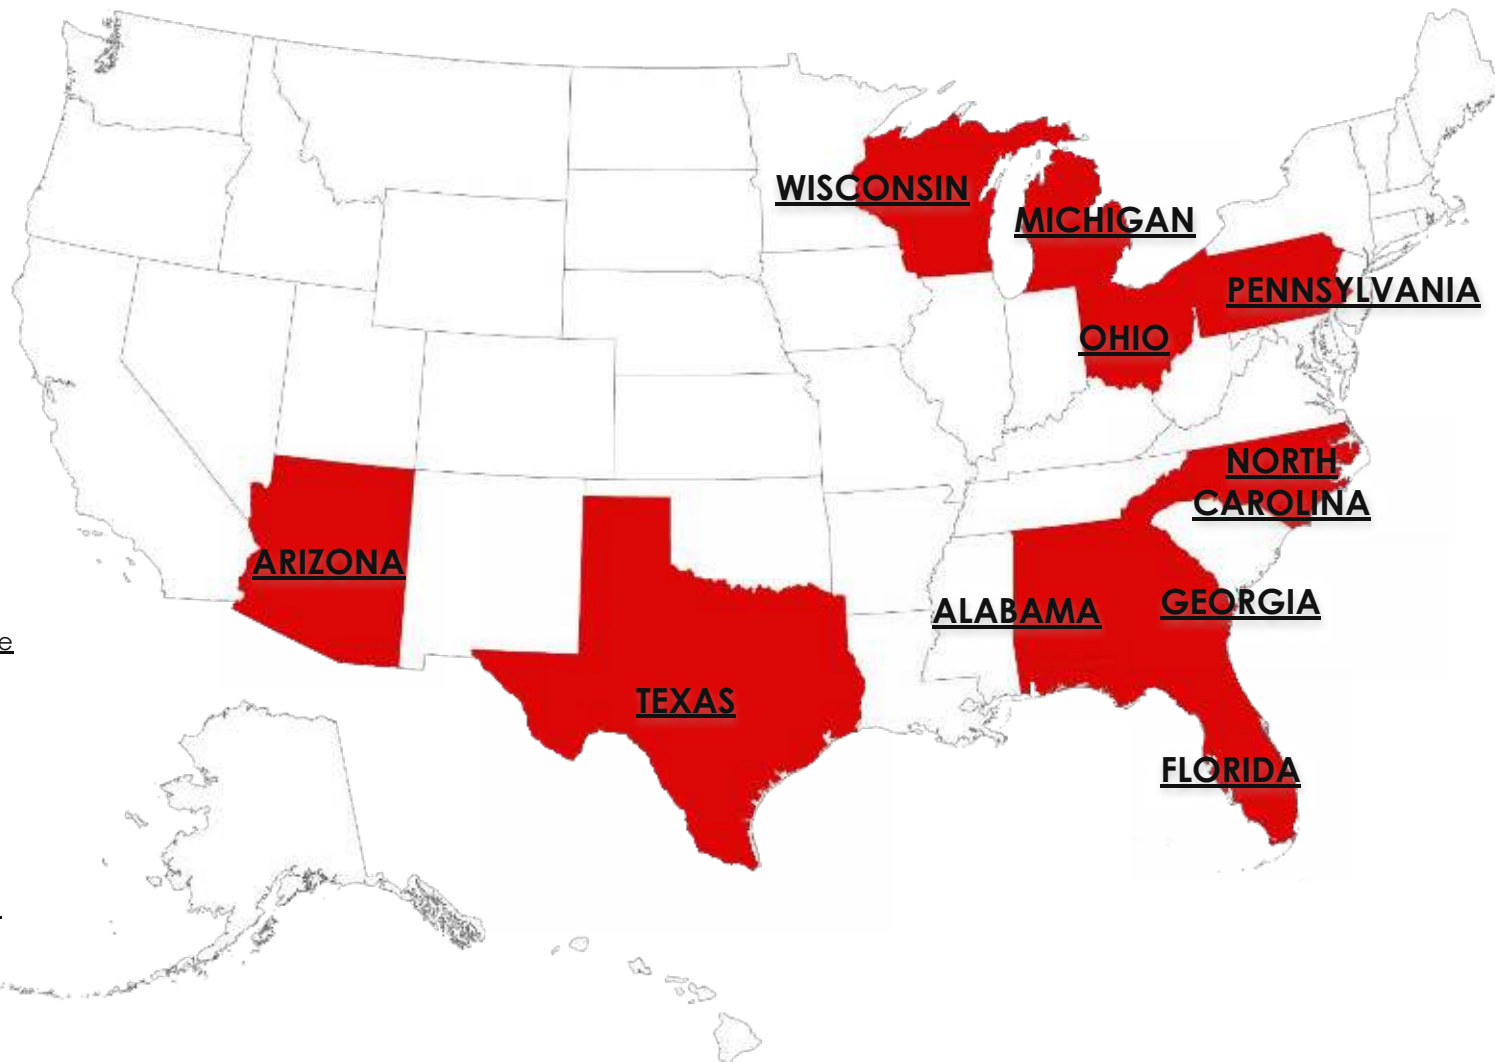 WISCONSIN
MICHIGAN
PENNSYLVANIA
OHIO
NORTH
CAROLINA
ARIZONA
GEORGIA
ALABAMA
e
TEXAS
FLORIDA